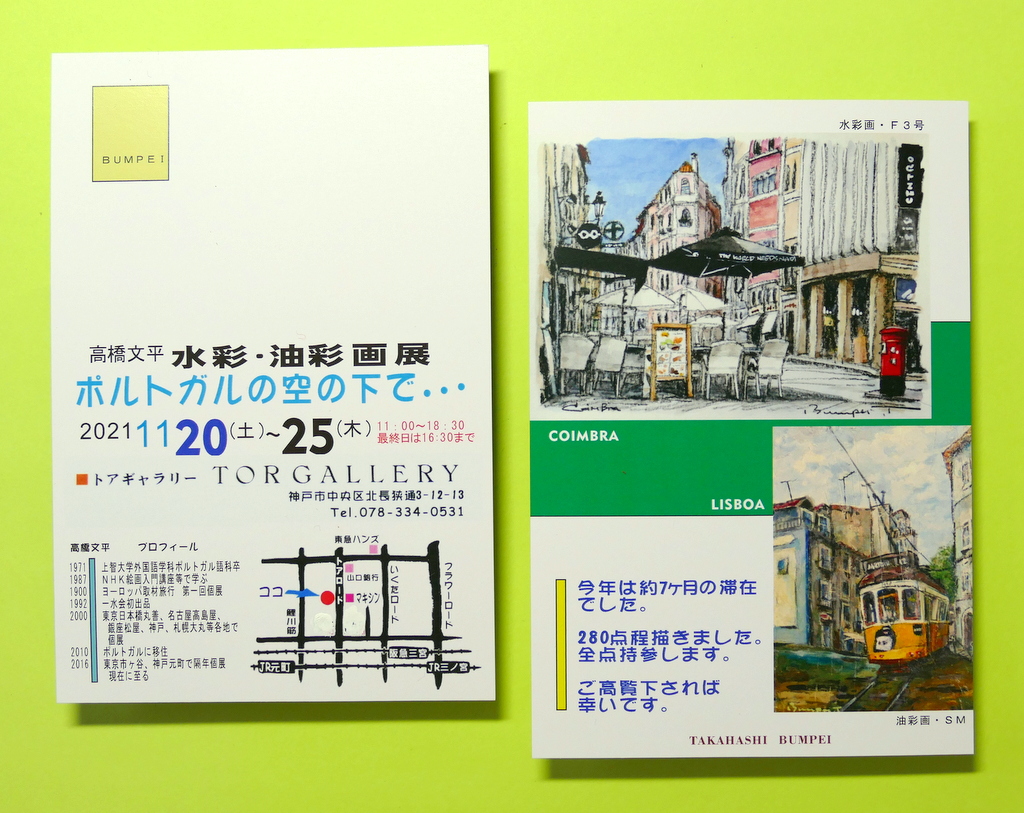 BUMPEI
高橋文平 水彩・油彩画展
ポルトガルの空の下で・・・
2021 11 20(土)~25(木) 11:00~18:30
最終日は16:30まで
■トアギャラリー TORGALLERY
神戸市中央区北長狭通3-12-13
Tel.078-334-0531
高橋文平 プロフィール
1971 上智大学外国語学科ポルトガル語科卒
1987 NHK絵画入門講座等で学ぶ
1900 ヨーロッパ取材旅行 第一回個展
1992 一水会初出品
2000 東京日本橋丸善、名古屋高島屋、
銀座松屋、神戸、札幌大丸等各地で
個展
2010 ポルトガルに移住
2016 東京市ヶ谷、神戸元町で隔年個展
現在に至る
東急ハンズ
トアロード
山口銀行
マキシン
いくたロード
フラワーロード
ココ
鯉川筋
阪急三宮
JR元町
JR三ノ宮
水彩画・F3号
THE WORLD NEEDS NATA
Coimbra
Bumpei
COIMBRA
LISBOA
今年は約7ヶ月の滞在
でした。
280点程描きました。
全点持参します。
ご高覧下されば
幸いです。
油彩画・SM
TAKAHASHI BUMPEI